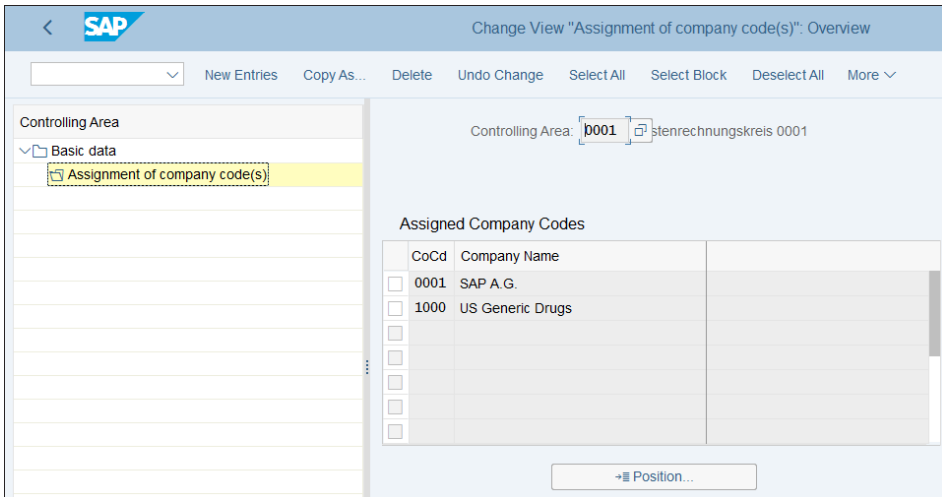 SAP
Change View "Assignment of company code(s)": Overview
New Entries Copy As... Delete Undo Change Select All Select Block Deselect All More
Controlling Area
Basic data
Assignment of company code(s)
Controlling Area: 0001 stenrechnungskreis 0001
Assigned Company Codes
CoCd Company Name
0001 SAP A.G.
1000 US Generic Drugs
Position...